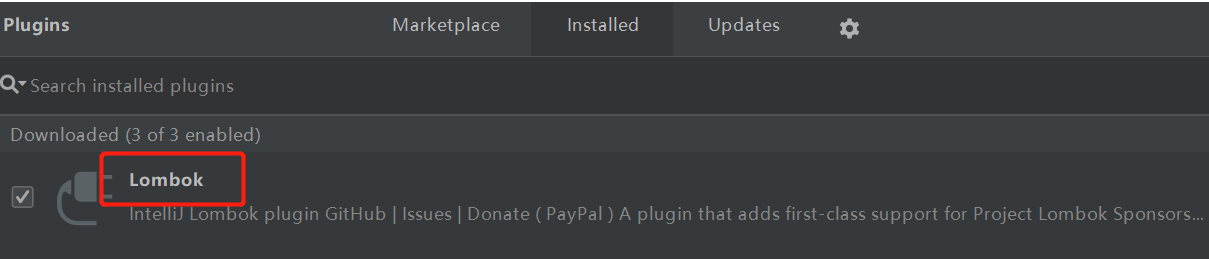 Plugins Marketplace Installed Updates
Search installed plugins
Downloaded (3 of 3 enabled)
Lombok
IntelliJ Lombok plugin GitHub | Issues | Donate ( PayPal ) A plugin that adds first-class support for Project Lombok Sponsors...